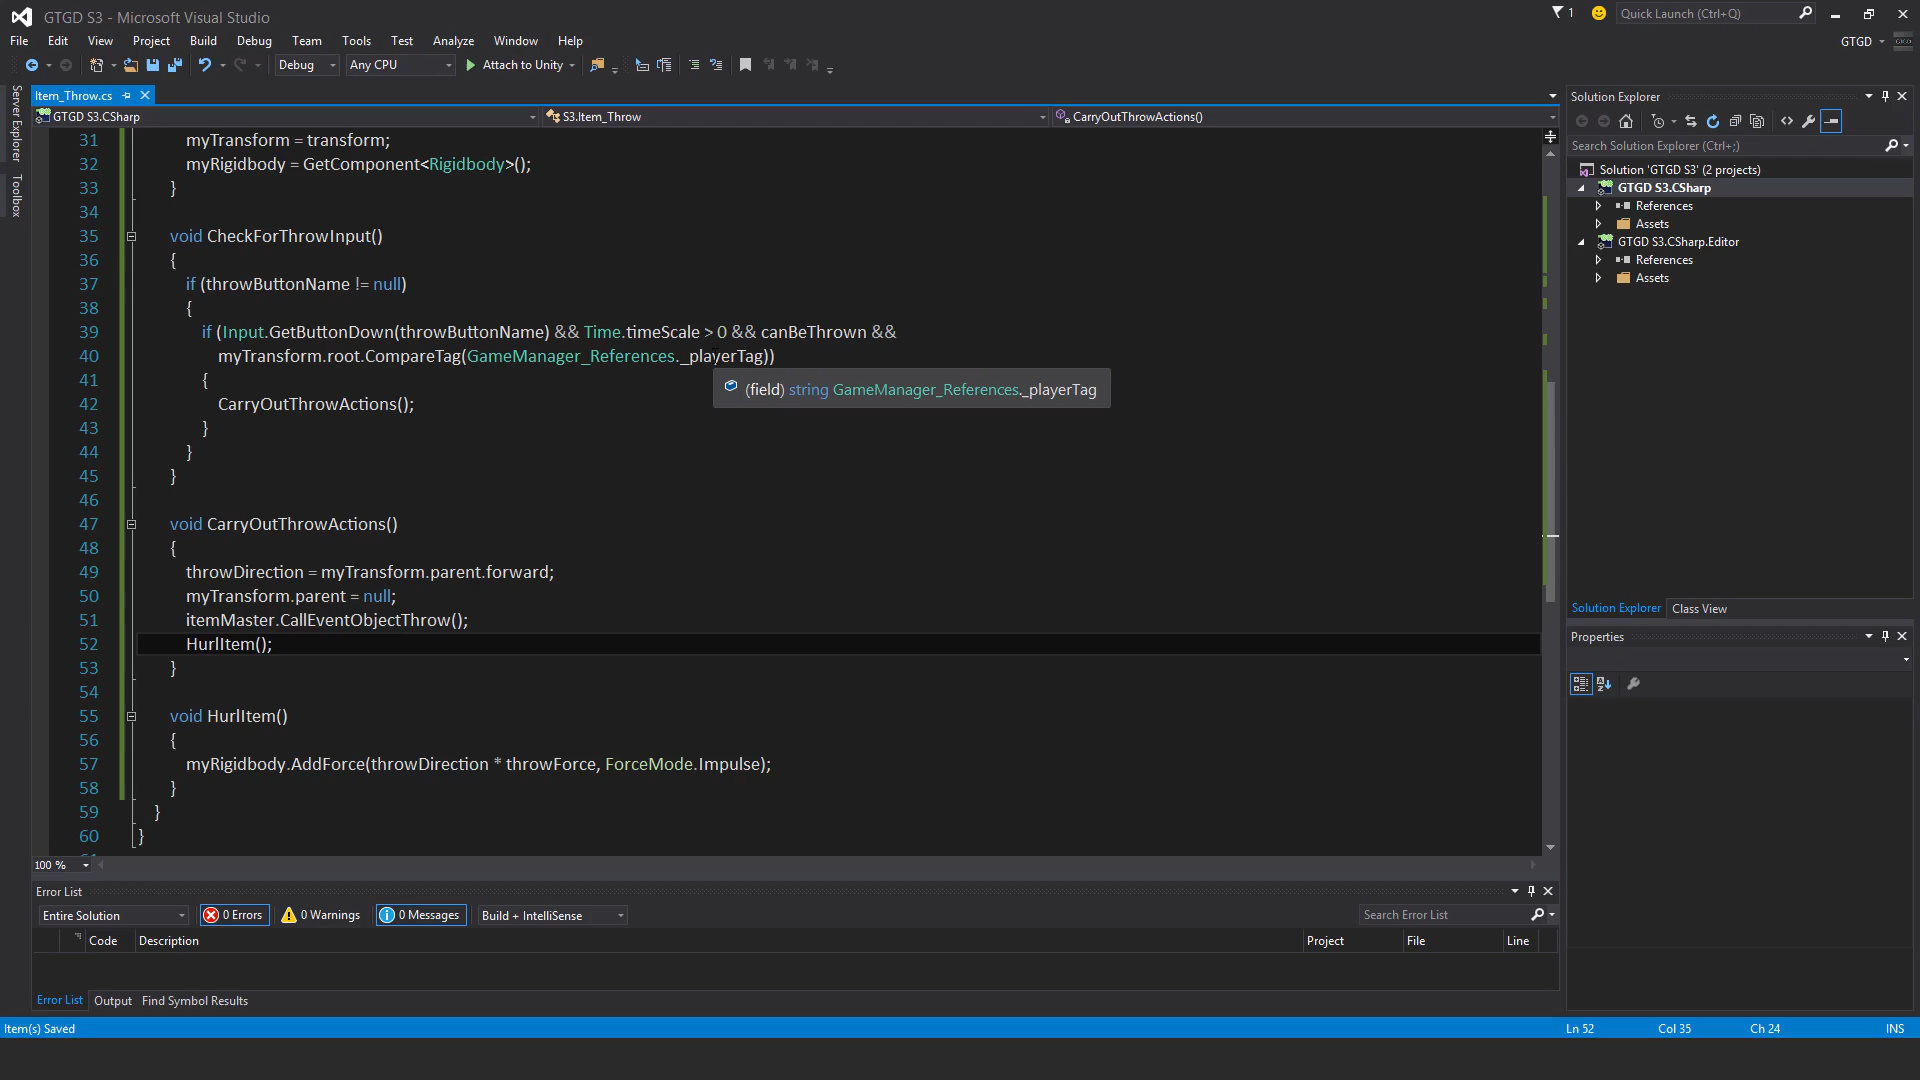 GTGD S3 - Microsoft Visual Studio
1
Quick Launch (Ctrl+Q)
File Edit View Project Build Debug Team Tools Test Analyze Window Help
GTGD
Debug
Any CPU
Attach to Unity
Server Explorer
Toolbox
Item_Throw.cs
GTGD S3.CSharp
S3.Item_Throw
CarryOutThrowActions()
31 myTransform = transform;
32 myRigidbody = GetComponent<Rigidbody>();
33 }
34
35 void CheckForThrowInput()
36 {
37 if (throwButtonName != null)
38 {
39 if (Input.GetButtonDown(throwButtonName) && Time.timeScale > 0 && canBeThrown &&
40 myTransform.root.CompareTag(GameManager_References._playerTag))
41 {
(field) string GameManager_References._playerTag
42 CarryOutThrowActions();
43 }
44 }
45 }
46
47 void CarryOutThrowActions()
48 {
49 throwDirection = myTransform.parent.forward;
50 myTransform.parent = null;
51 itemMaster.CallEventObjectThrow();
52 HurlItem();
53 }
54
55 void HurlItem()
56 {
57 myRigidbody.AddForce(throwDirection * throwForce, ForceMode.Impulse);
58 }
59 }
60 }
100 %
Solution Explorer
Search Solution Explorer (Ctrl+;)
Solution 'GTGD S3' (2 projects)
GTGD S3.CSharp
References
Assets
GTGD S3.CSharp.Editor
References
Assets
Solution Explorer Class View
Properties
Error List
Entire Solution
0 Errors
0 Warnings
0 Messages
Build + IntelliSense
Search Error List
Code Description Project File Line
Error List Output Find Symbol Results
Item(s) Saved
Ln 52 Col 35 Ch 24 INS